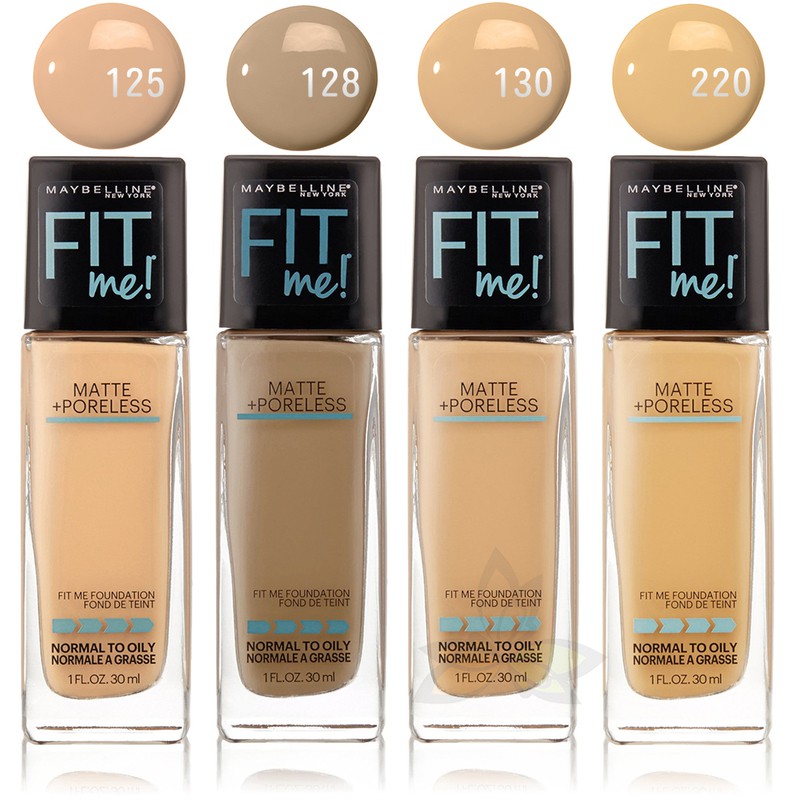 125
128
130
220
MAYBELLINE®
NEW YORK
FIT
me!
MATTE
+PORELESS
FIT ME FOUNDATION
FOND DE TEINT
NORMAL TO OILY
NORMALE A GRASSE
1 FL.OZ. 30 ml
MAYBELLINE®
NEW YORK
FIT
me!
MATTE
+PORELESS
FIT ME FOUNDATION
FOND DE TEINT
NORMAL TO OILY
NORMALE A GRASSE
1 FL.OZ. 30 ml
MAYBELLINE®
NEW YORK
FIT
me!
MATTE
+PORELESS
FIT ME FOUNDATION
FOND DE TEINT
NORMAL TO OILY
NORMALE A GRASSE
1 FL.OZ. 30 ml
MAYBELLINE®
NEW YORK
FIT
me!
MATTE
+PORELESS
FIT ME FOUNDATION
FOND DE TEINT
NORMAL TO OILY
NORMALE A GRASSE
1 FL.OZ. 30 ml